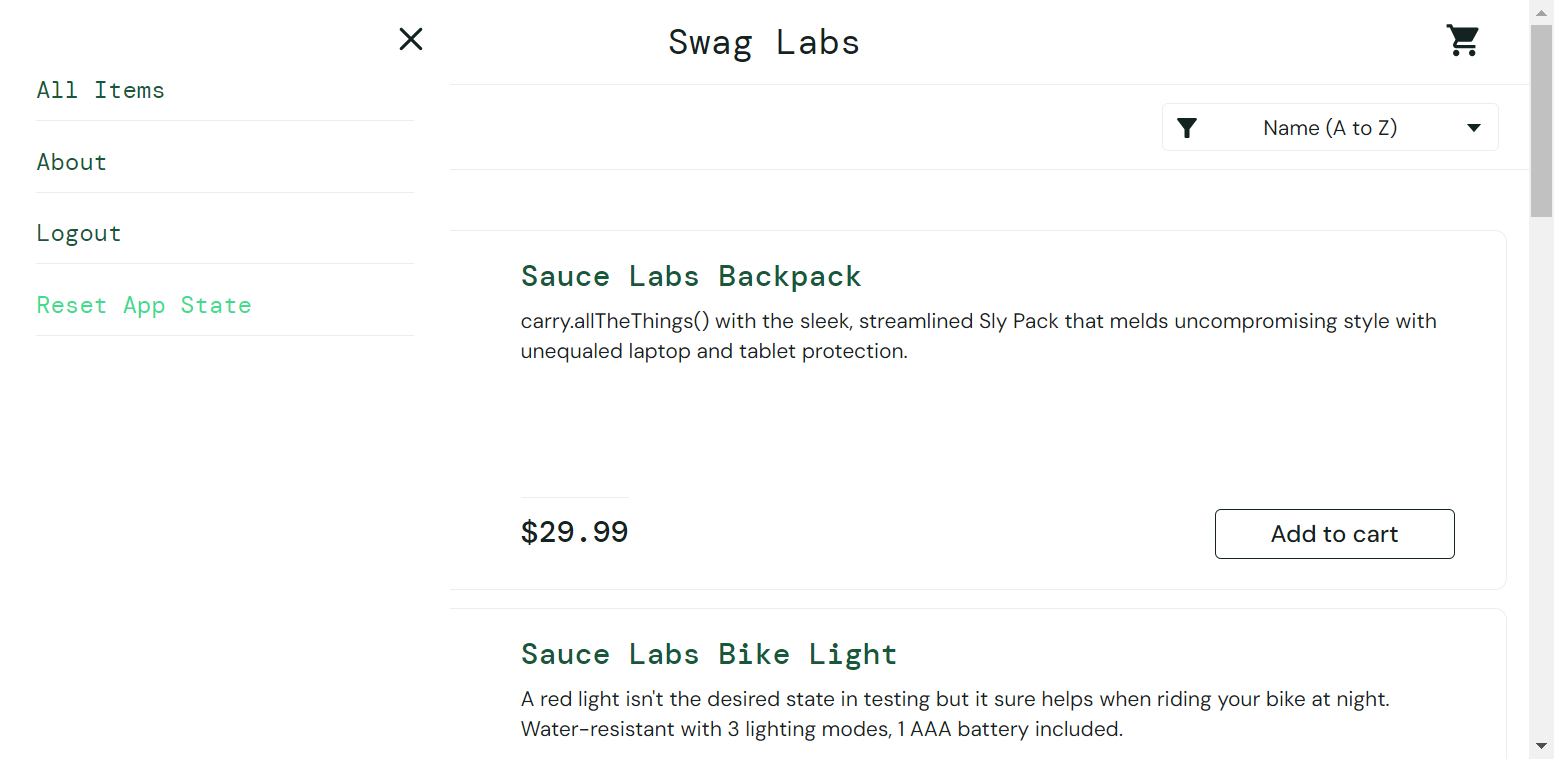 All Items
About
Logout
Reset App State
Swag Labs
Name (A to Z)
Sauce Labs Backpack
carry.allTheThings() with the sleek, streamlined Sly Pack that melds uncompromising style with
unequaled laptop and tablet protection.
$29.99
Add to cart
Sauce Labs Bike Light
A red light isn't the desired state in testing but it sure helps when riding your bike at night.
Water-resistant with 3 lighting modes, 1 AAA battery included.